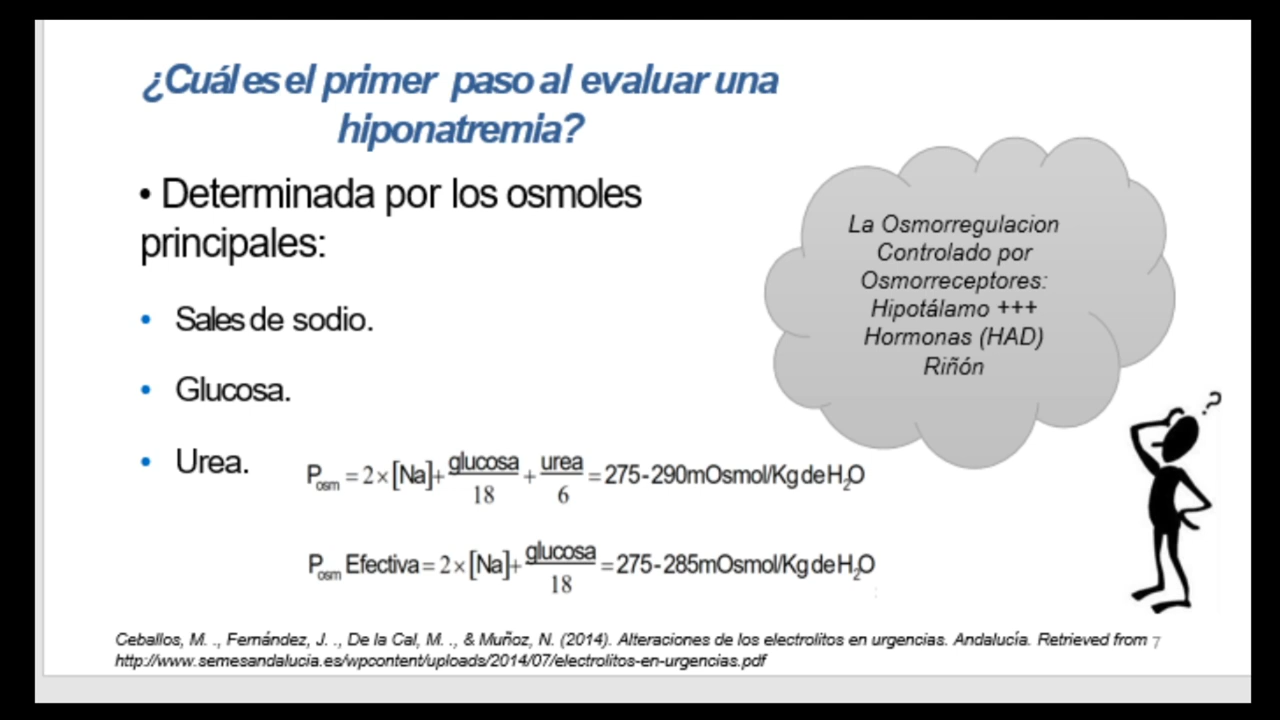 ¿Cuál es el primer paso al evaluar una
hiponatremia?
• Determinada por los osmoles
principales:
• Sales de sodio.
• Glucosa.
• Urea.
La Osmorregulacion
Controlado por
Osmorreceptores:
Hipotálamo +++
Hormonas (HAD)
Riñón
?
P osm = 2 × [Na] + glucosa/18 + urea/6 = 275 - 290mOsmol/Kg de H2O
P osm Efectiva = 2 × [Na] + glucosa/18 = 275 - 285mOsmol/Kg de H2O
Ceballos, M. ., Fernández, J. ., De la Cal, M. ., & Muñoz, N. (2014). Alteraciones de los electrolitos en urgencias. Andalucía. Retrieved from 7
http://www.semesandalucia.es/wpcontent/uploads/2014/07/electrolitos-en-urgencias.pdf